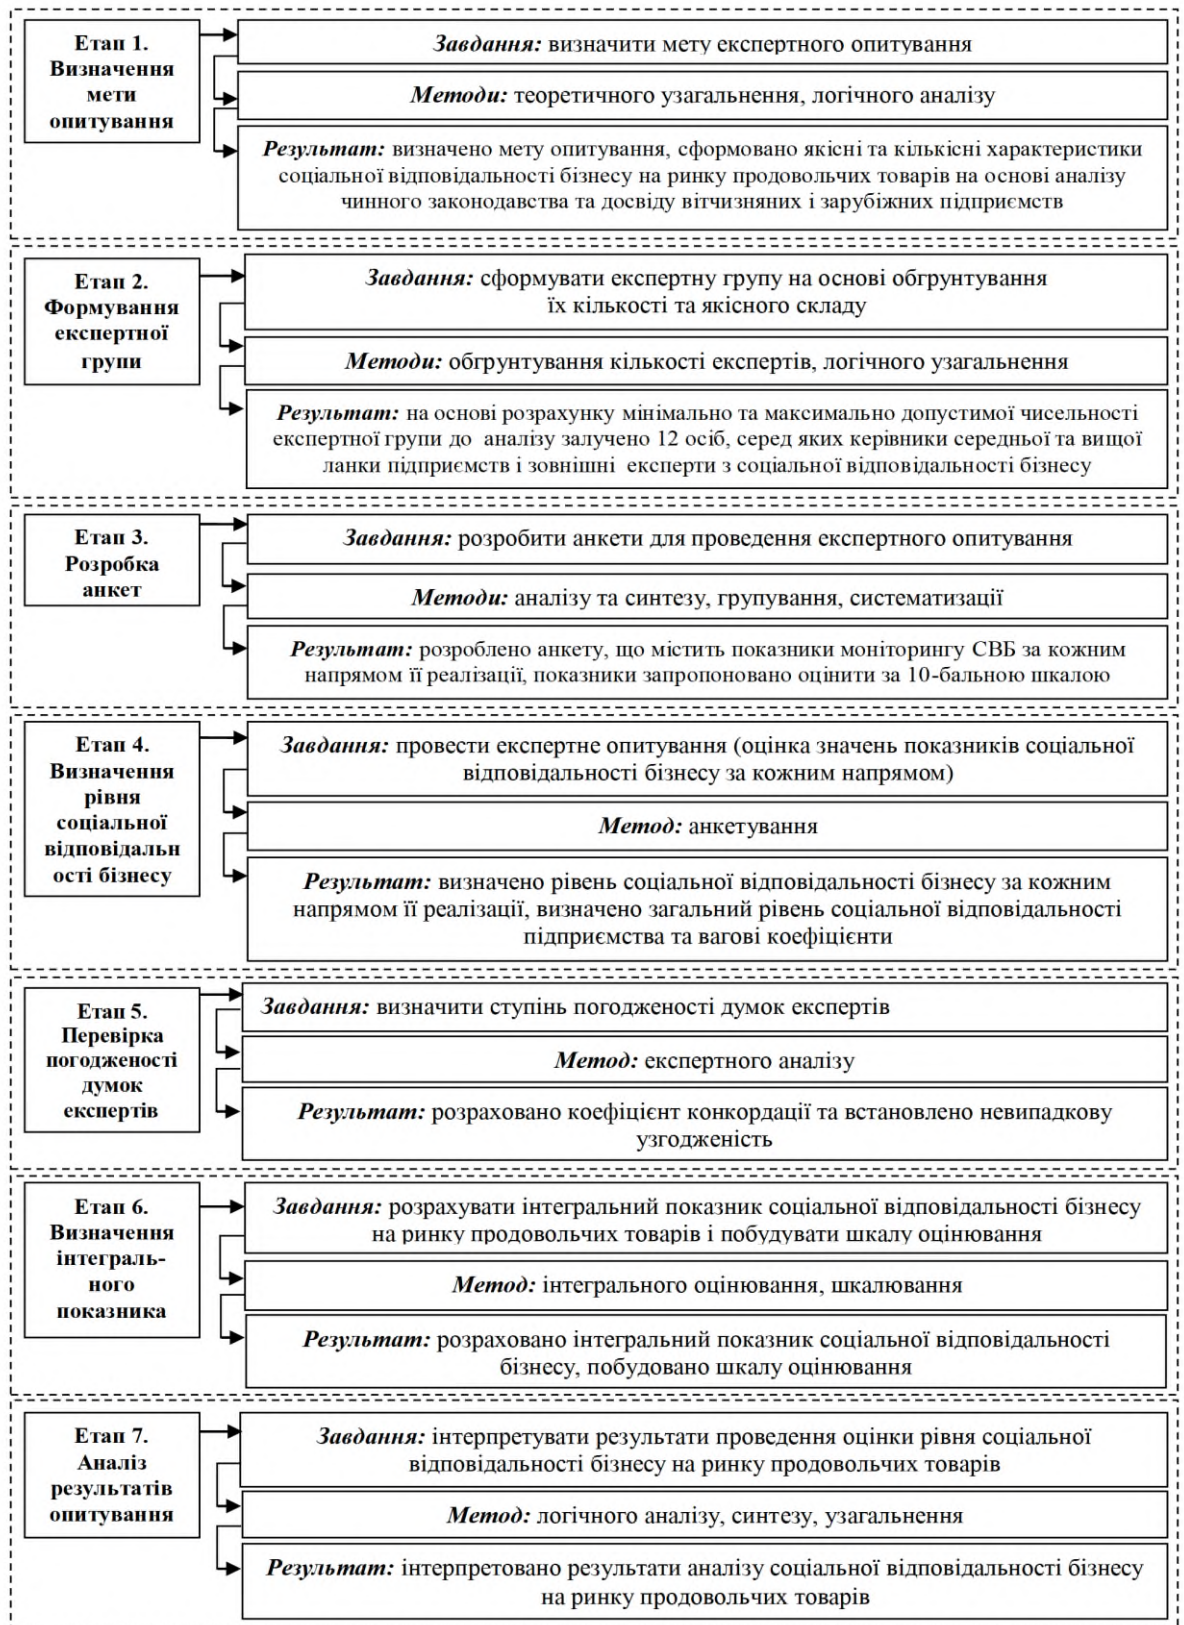 Етап 1.
Визначення
мети
опитування
Завдання: визначити мету експертного опитування
Методи: теоретичного узагальнення, логічного аналізу
Результат: визначено мету опитування, сформовано якісні та кількісні характеристики
соціальної відповідальності бізнесу на ринку продовольчих товарів на основі аналізу
чинного законодавства та досвіду вітчизняних і зарубіжних підприємств
Етап 2.
Формування
експертної
групи
Завдання: сформувати експертну групу на основі обгрунтування
їх кількості та якісного складу
Методи: обгрунтування кількості експертів, логічного узагальнення
Результат: на основі розрахунку мінімально та максимально допустимої чисельності
експертної групи до аналізу залучено 12 осіб, серед яких керівники середньої та вищої
ланки підприємств і зовнішні експерти з соціальної відповідальності бізнесу
Етап 3.
Розробка
анкет
Завдання: розробити анкети для проведення експертного опитування
Методи: аналізу та синтезу, групування, систематизації
Результат: розроблено анкету, що містить показники моніторингу СВБ за кожним
напрямом її реалізації, показники запропоновано оцінити за 10-бальною шкалою
Етап 4.
Визначення
рівня
соціальної
відповідальн
ості бізнесу
Завдання: провести експертне опитування (оцінка значень показників соціальної
відповідальності бізнесу за кожним напрямом)
Метод: анкетування
Результат: визначено рівень соціальної відповідальності бізнесу за кожним
напрямом її реалізації, визначено загальний рівень соціальної відповідальності
підприємства та вагові коефіцієнти
Етап 5.
Перевірка
погодженості
думок
експертів
Завдання: визначити ступінь погодженості думок експертів
Метод: експертного аналізу
Результат: розраховано коефіцієнт конкордації та встановлено невипадкову
узгодженість
Етап 6.
Визначення
інтеграль-
ного
показника
Завдання: розрахувати інтегральний показник соціальної відповідальності бізнесу
на ринку продовольчих товарів і побудувати шкалу оцінювання
Метод: інтегрального оцінювання, шкалювання
Результат: розраховано інтегральний показник соціальної відповідальності
бізнесу, побудовано шкалу оцінювання
Етап 7.
Аналіз
результатів
опитування
Завдання: інтерпретувати результати проведення оцінки рівня соціальної
відповідальності бізнесу на ринку продовольчих товарів
Метод: логічного аналізу, синтезу, узагальнення
Результат: інтерпретовано результати аналізу соціальної відповідальності бізнесу
на ринку продовольчих товарів